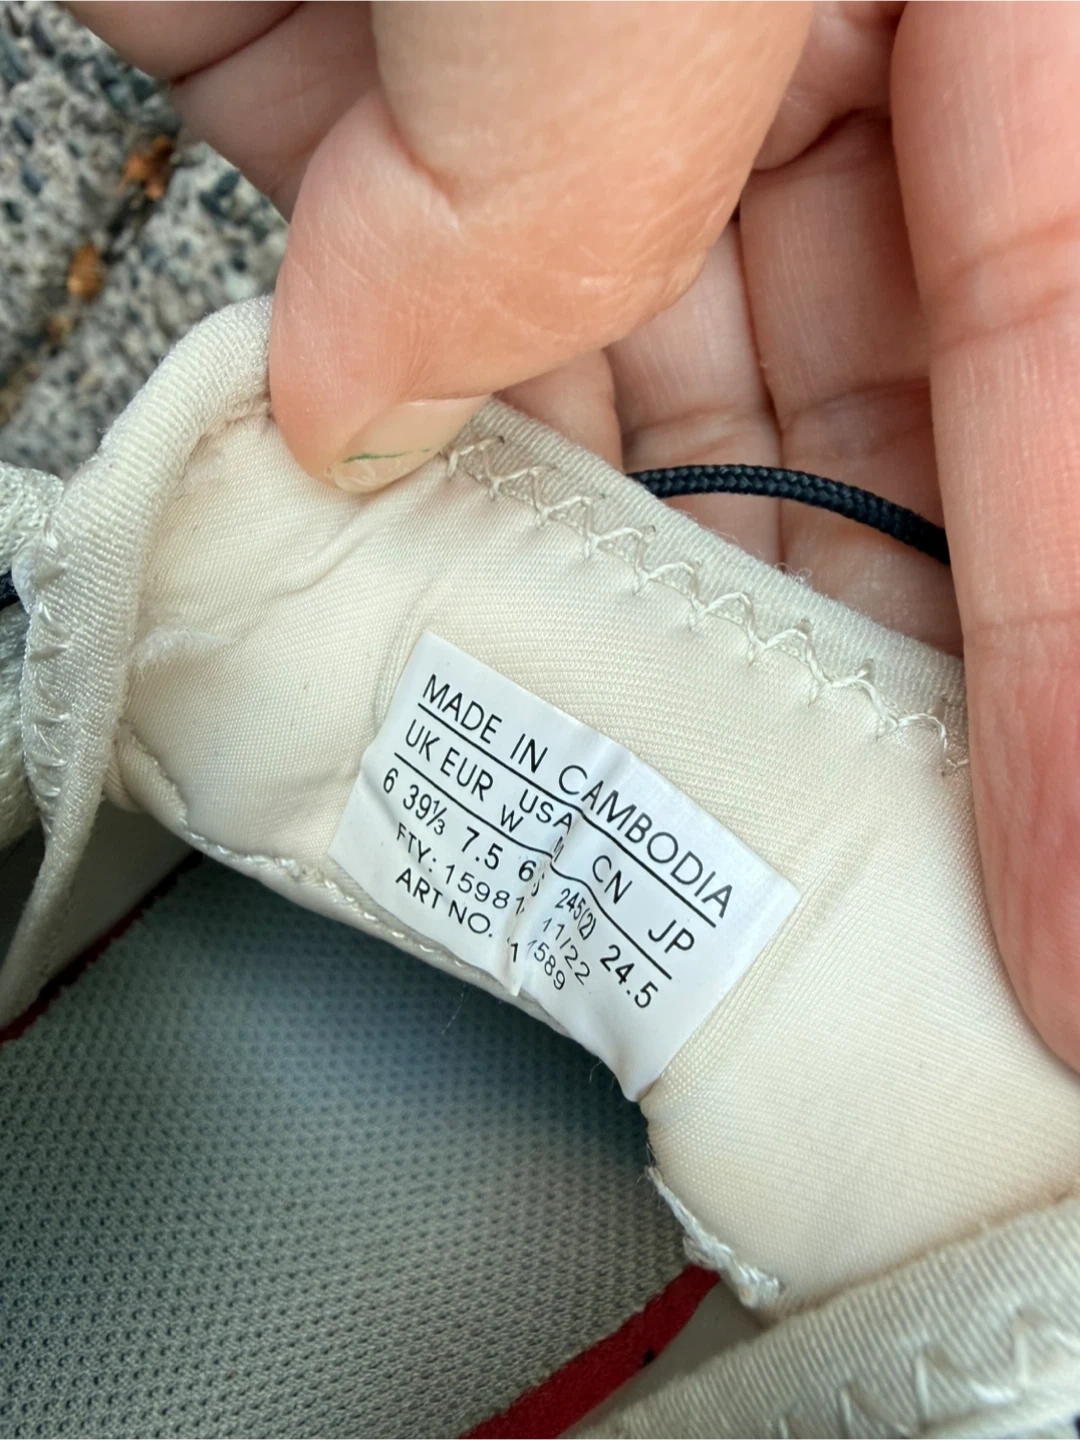 MADE IN CAMBODIA
UK EUR USA CN JP
W
6 39⅓ 7.5 245(2) 24.5
FTY: 11/22
ART NO.